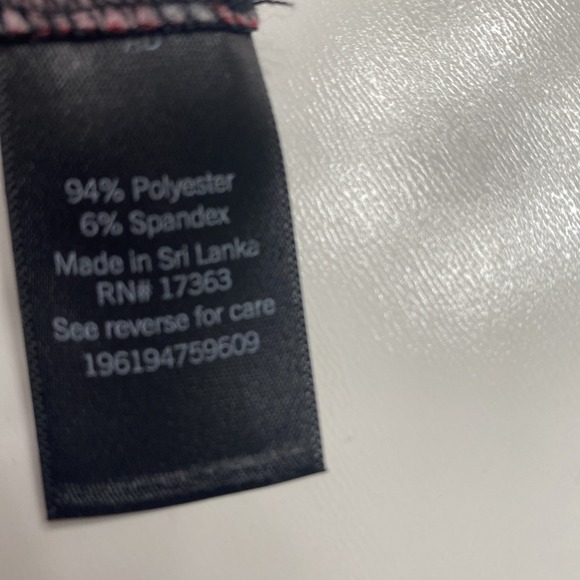 94% Polyester
6% Spandex
Made in Sri Lanka
RN# 17363
See reverse for care
196194759609